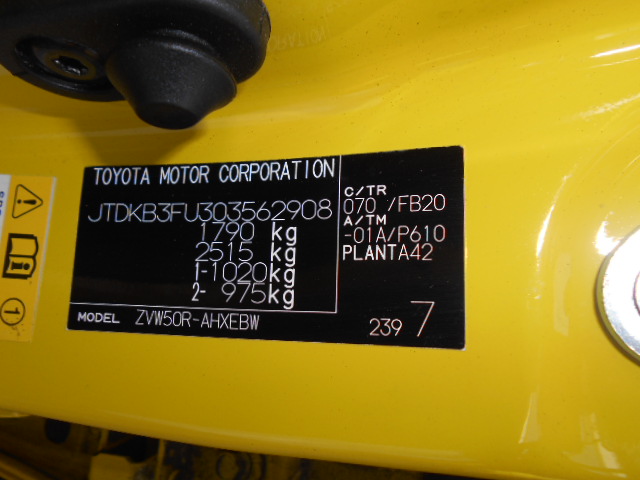 TOYOTA MOTOR CORPORATION
JTDKB3FU303562908
1790 kg
2515 kg
1-1020kg
2- 975kg
MODEL ZVW50R-AHXEBW
C/TR
070 /FB20
A/TM
-01A/P610
PLANTA42
239 7
1